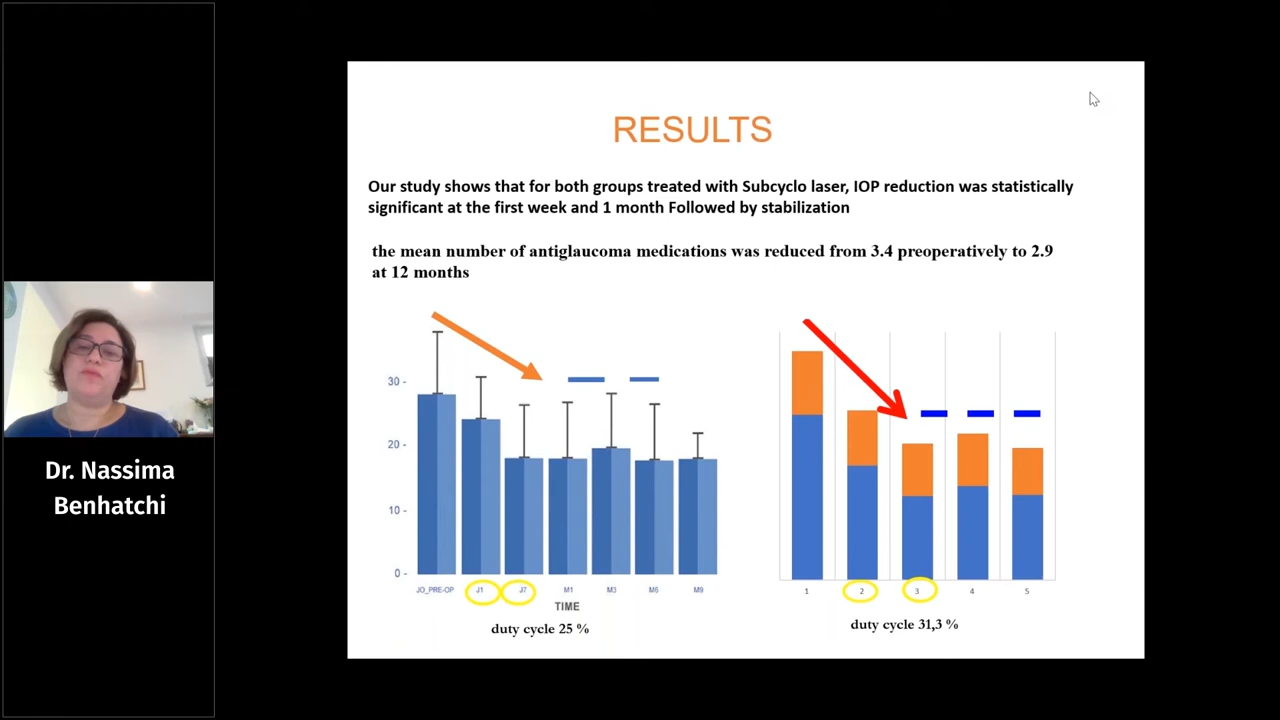 RESULTS
Our study shows that for both groups treated with Subcyclo laser, IOP reduction was statistically
significant at the first week and 1 month Followed by stabilization
the mean number of antiglaucoma medications was reduced from 3.4 preoperatively to 2.9
at 12 months
30 -
20 -
10 -
0 -
JO_PRE-OP J1 J7 M1 M3 M6 M9
TIME
duty cycle 25 %
1 2 3 4 5
duty cycle 31,3 %
Dr. Nassima
Benhatchi